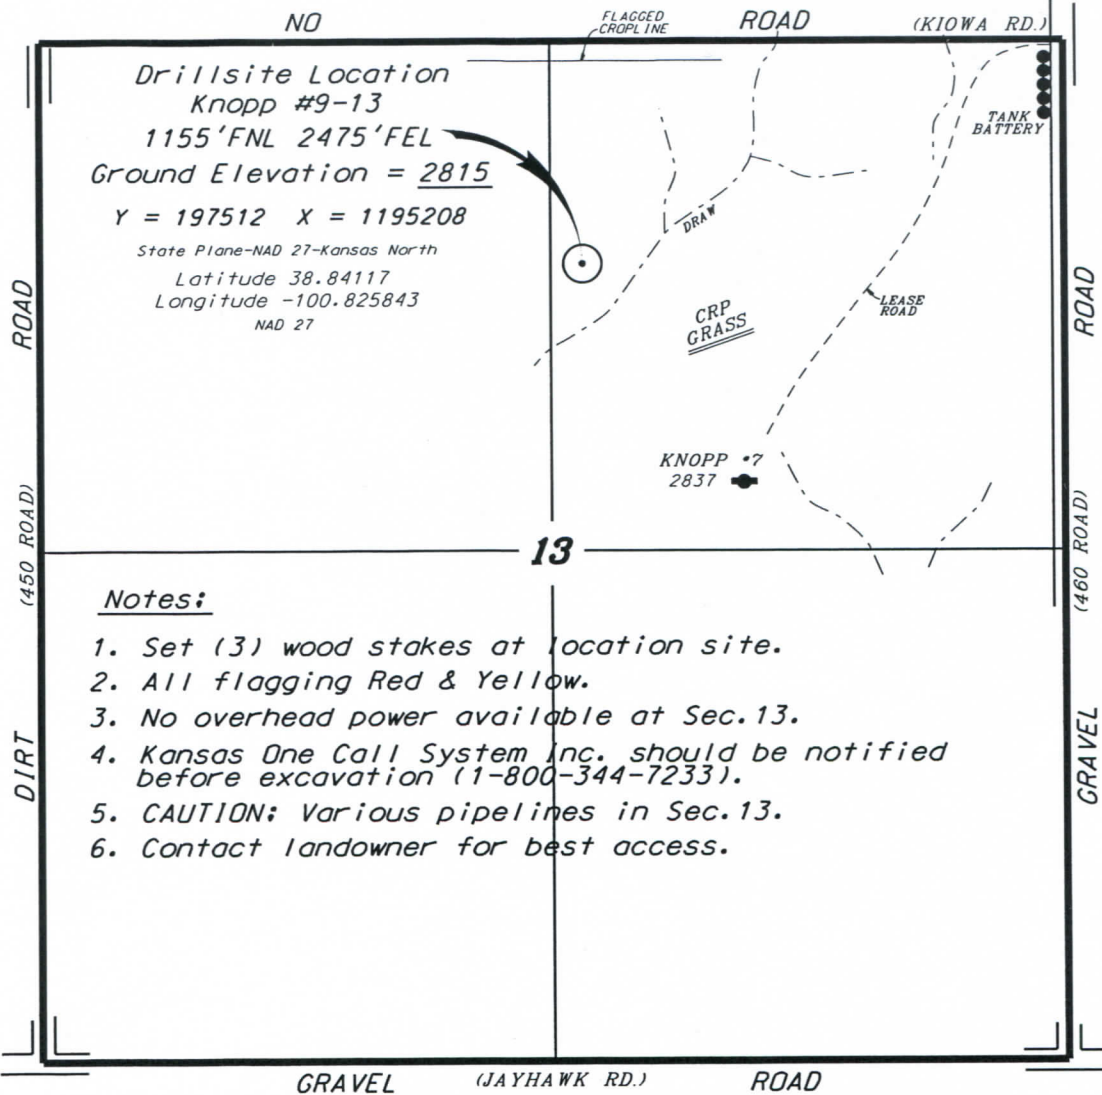 NO ROAD (KIOWA RD.)
FLAGGED
CROPLINE
Drillsite Location
Knopp #9-13
1155'FNL 2475'FEL
Ground Elevation = 2815
Y = 197512 X = 1195208
State Plane-NAD 27-Kansas North
Latitude 38.84117
Longitude -100.825843
NAD 27
TANK
BATTERY
DRAW
LEASE
ROAD
CRP
GRASS
KNOPP •7
2837
13
DIRT (450 ROAD) ROAD
GRAVEL (460 ROAD) ROAD
Notes:
1. Set (3) wood stakes at location site.
2. All flagging Red & Yellow.
3. No overhead power available at Sec.13.
4. Kansas One Call System Inc. should be notified
before excavation (1-800-344-7233).
5. CAUTION: Various pipelines in Sec.13.
6. Contact landowner for best access.
GRAVEL (JAYHAWK RD.) ROAD